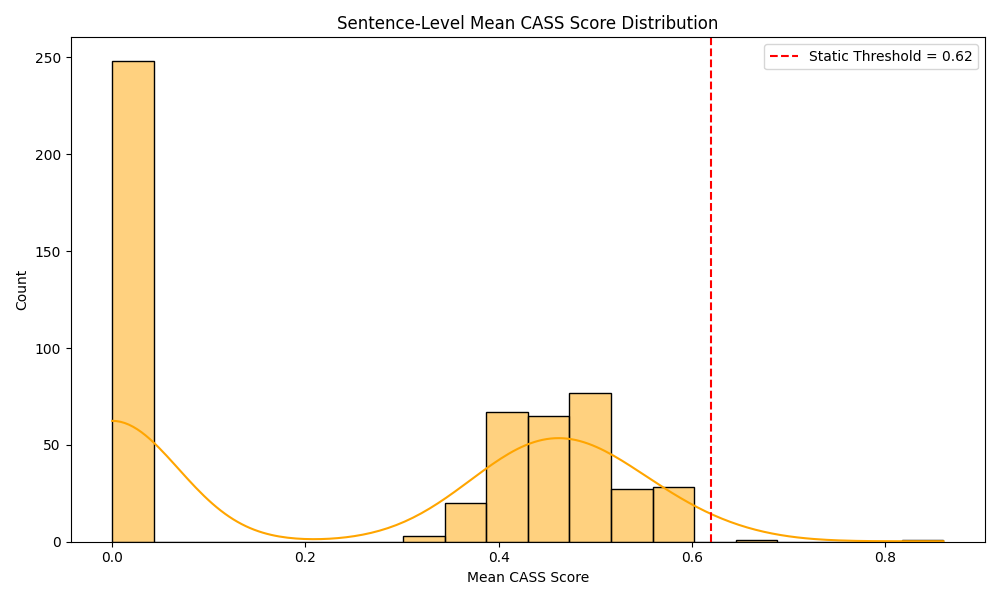 Sentence-Level Mean CASS Score Distribution
Static Threshold = 0.62
250
200
150
100
50
0
Count
0.0 0.2 0.4 0.6 0.8
Mean CASS Score